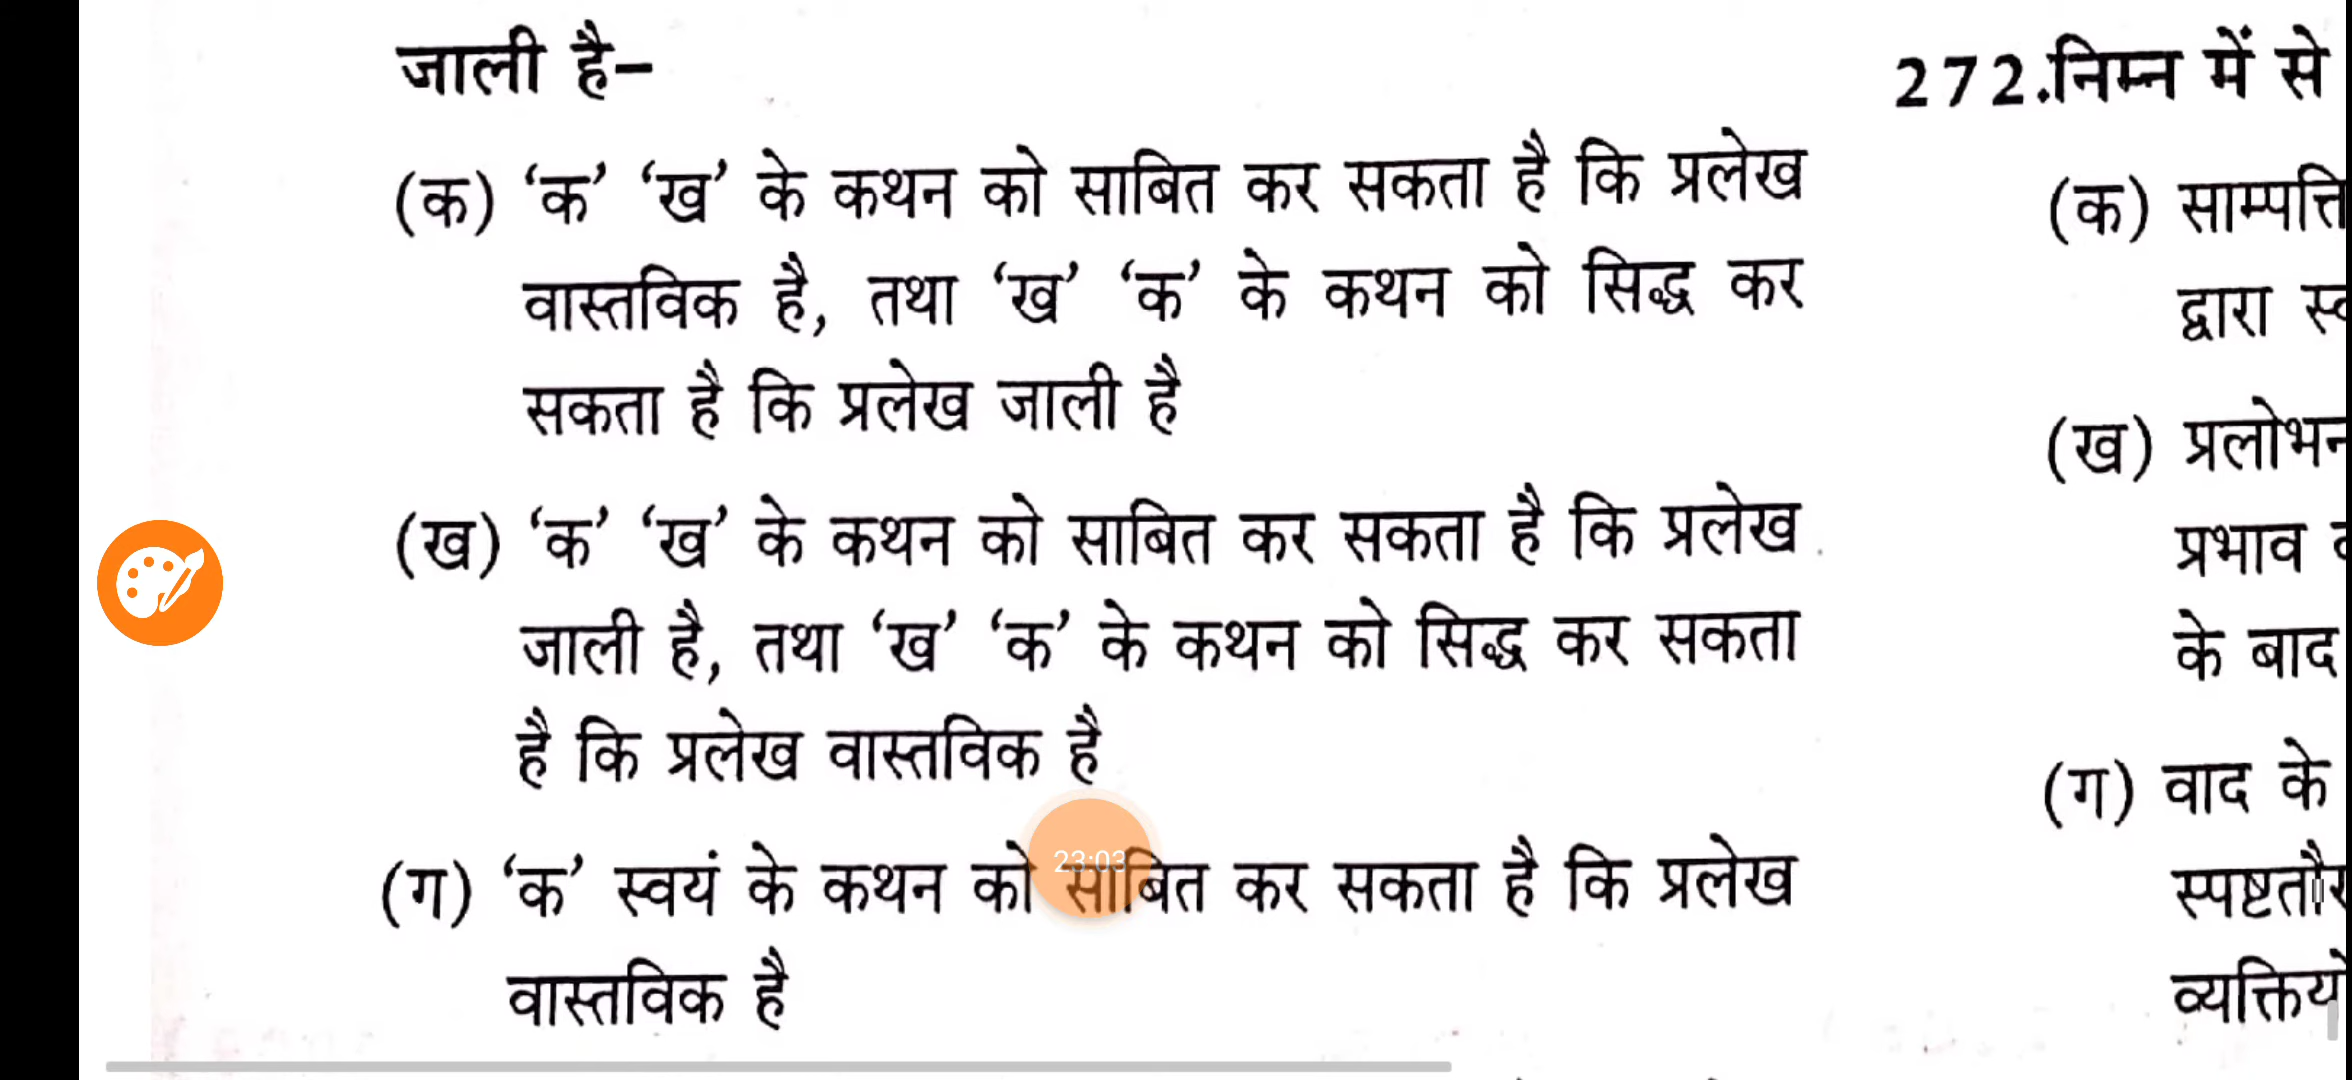 जाली है–
(क) ‘क’ ‘ख’ के कथन को साबित कर सकता है कि प्रलेख
वास्तविक है, तथा ‘ख’ ‘क’ के कथन को सिद्ध कर
सकता है कि प्रलेख जाली है
(ख) ‘क’ ‘ख’ के कथन को साबित कर सकता है कि प्रलेख
जाली है, तथा ‘ख’ ‘क’ के कथन को सिद्ध कर सकता
है कि प्रलेख वास्तविक है
(ग) ‘क’ स्वयं के कथन को साबित कर सकता है कि प्रलेख
वास्तविक है
23:03
272.निम्न में से
(क)
द्वारा
(ख)
प्रभाव
के बाद
(ग) वाद के